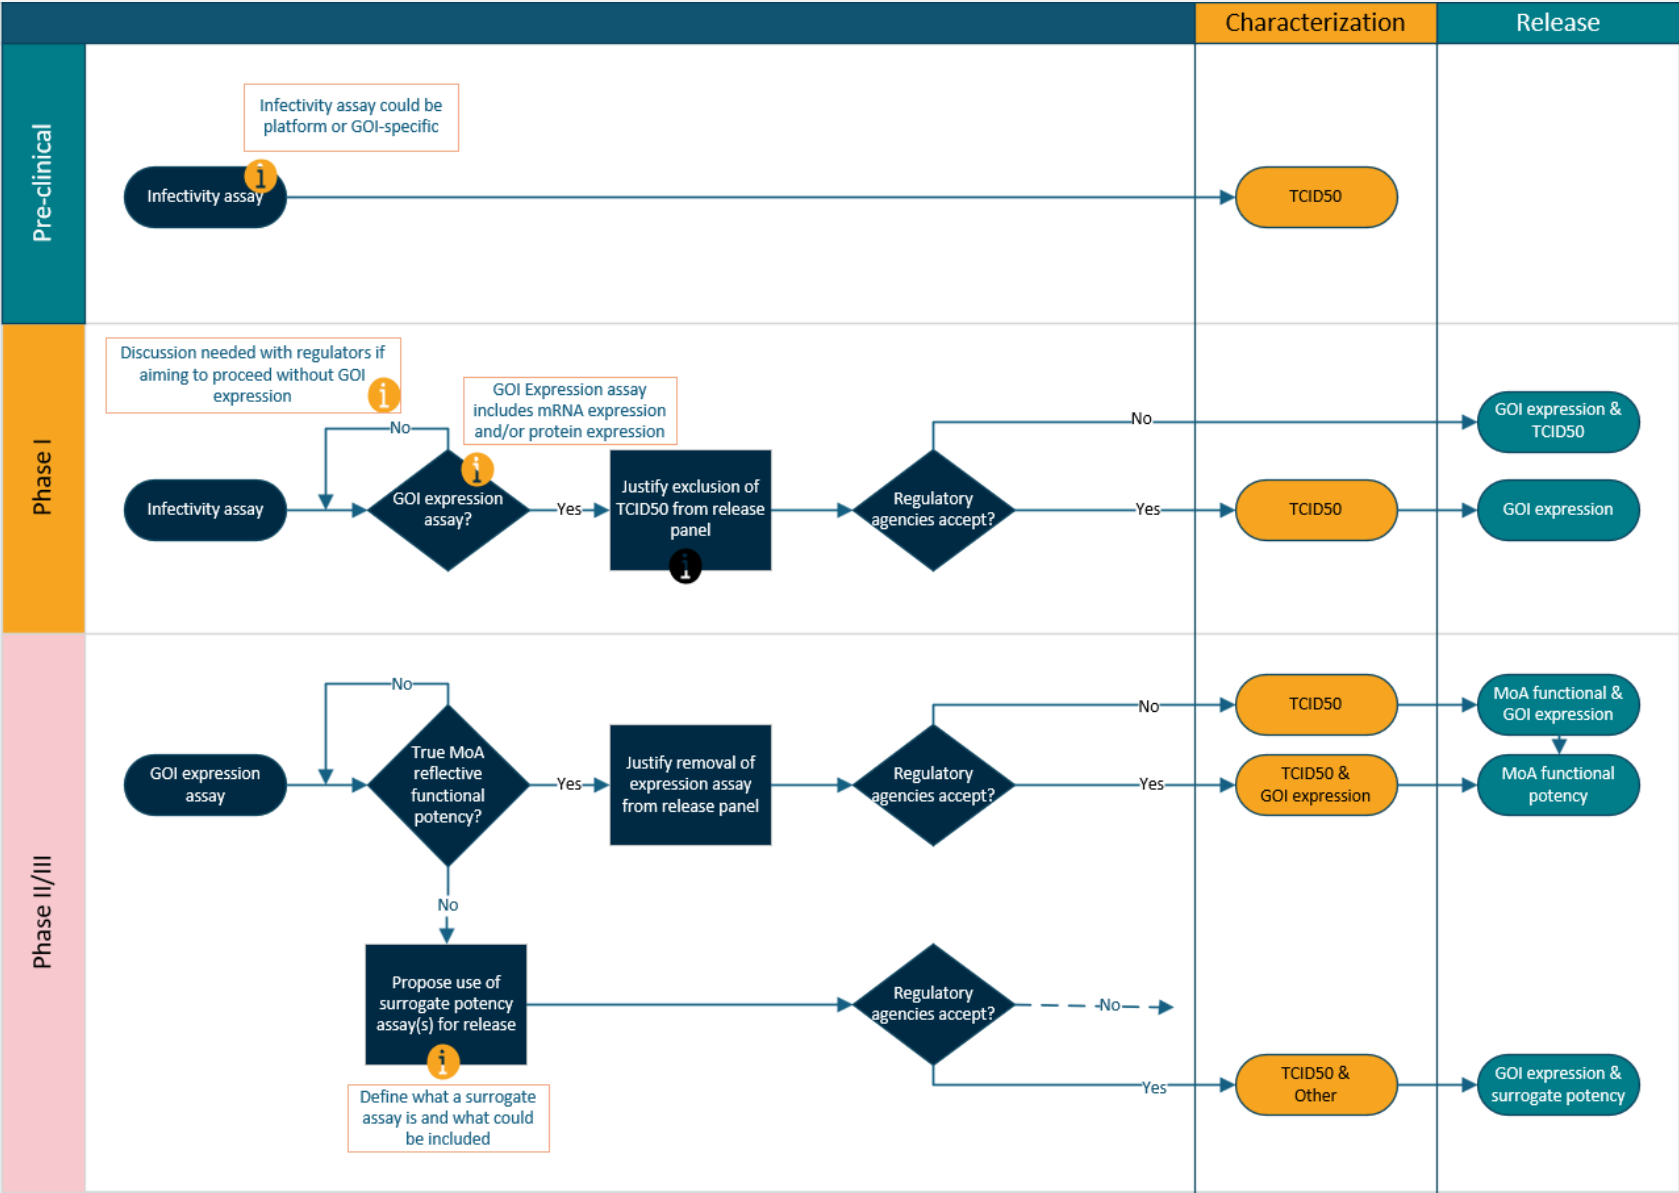 Characterization
Release
Pre-clinical
Infectivity assay could be
platform or GOI-specific
Infectivity assay
i
TCID50
Phase I
Discussion needed with regulators if
aiming to proceed without GOI
expression
i
GOI Expression assay
includes mRNA expression
and/or protein expression
i
No
Infectivity assay
GOI expression
assay?
Yes
Justify exclusion of
TCID50 from release
panel
i
Regulatory
agencies accept?
No
GOI expression &
TCID50
Yes
TCID50
GOI expression
Phase II/III
No
GOI expression
assay
True MoA
reflective
functional
potency?
Yes
Justify removal of
expression assay
from release panel
Regulatory
agencies accept?
No
TCID50
MoA functional &
GOI expression
Yes
TCID50 &
GOI expression
MoA functional
potency
No
Propose use of
surrogate potency
assay(s) for release
i
Define what a surrogate
assay is and what could
be included
Regulatory
agencies accept?
No
Yes
TCID50 &
Other
GOI expression &
surrogate potency